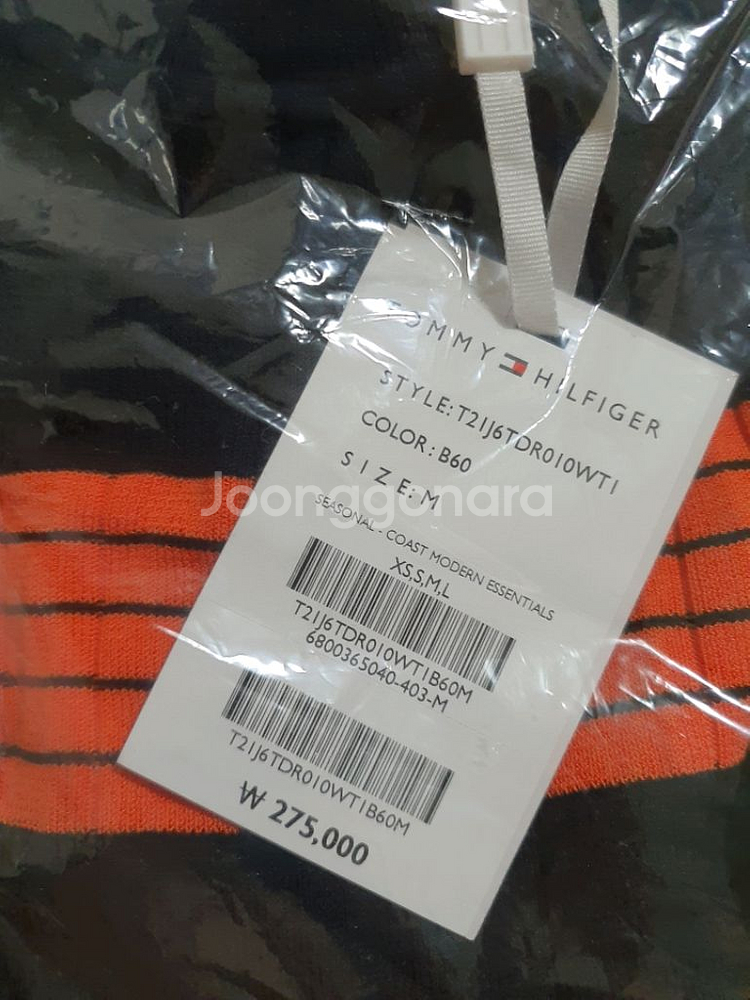 TOMMY HILFIGER
STYLE: T21J6TDR010WT1
COLOR: B60
SIZE: M
Joonggonara
SEASONAL - COAST MODERN ESSENTIALS
XS,S,M,L
T21J6TDR010WT1B60M
6800365040-403-M
T21J6TDR010WT1B60M
₩ 275,000